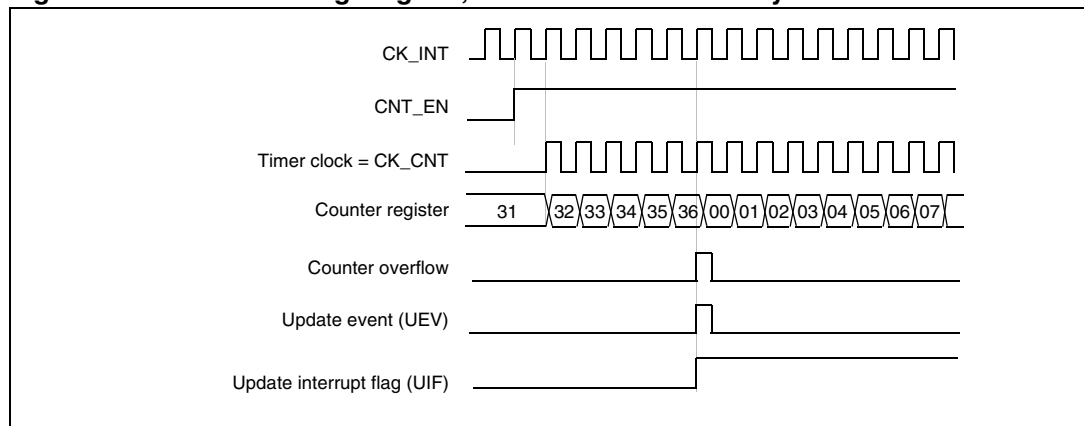 CK_INT
CNT_EN
Timer clock = CK_CNT
Counter register 31 32 33 34 35 36 00 01 02 03 04 05 06 07
Counter overflow
Update event (UEV)
Update interrupt flag (UIF)